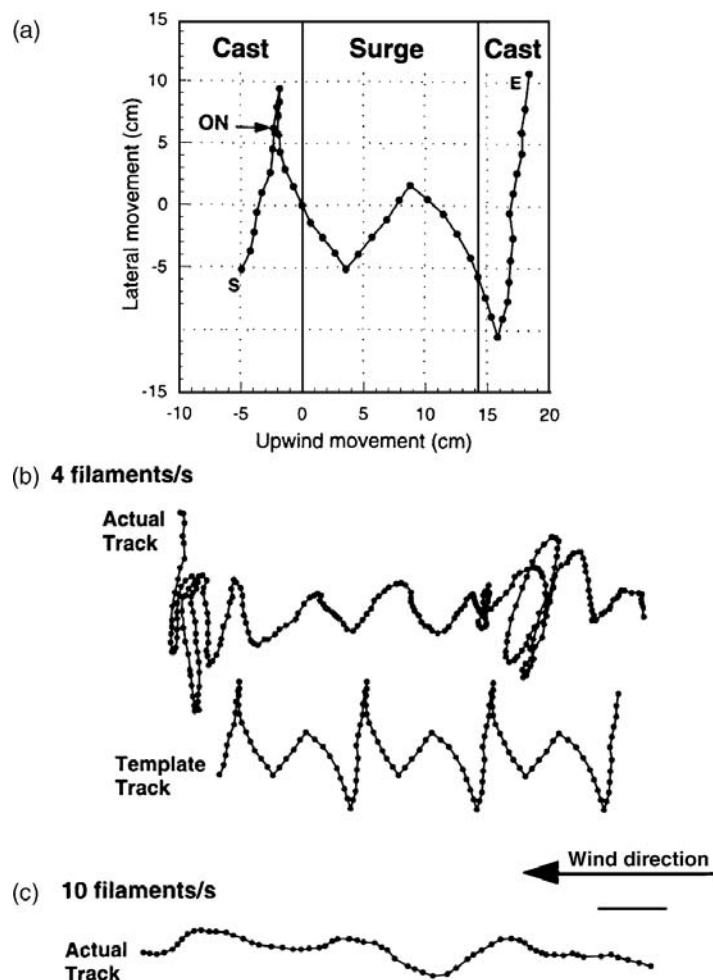 (a)
Cast Surge Cast
15
10
5
0
-5
-15
Lateral movement (cm)
ON
S
E
-10 -5 0 5 10 15 20
Upwind movement (cm)
(b) 4 filaments/s
Actual
Track
Template
Track
Wind direction
(c) 10 filaments/s
Actual
Track